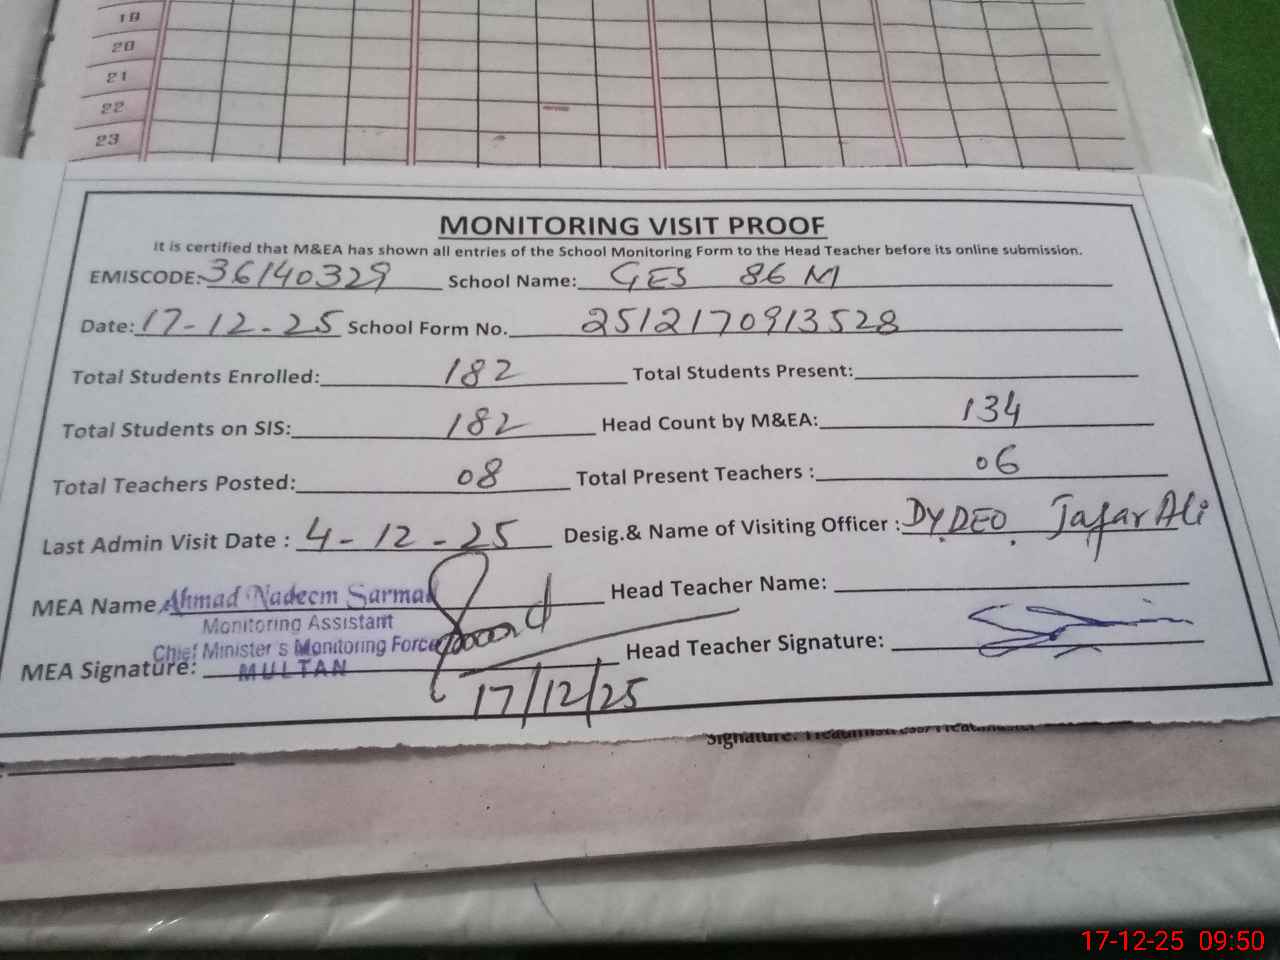 19
20
21
22
23
MONITORING VISIT PROOF
It is certified that M&EA has shown all entries of the School Monitoring Form to the Head Teacher before its online submission.
EMISCODE: 36140329 School Name: GES 86 M
Date: 17-12-25 School Form No. 2512170913528
Total Students Enrolled: 182 Total Students Present:
Total Students on SIS: 182 Head Count by M&EA: 134
Total Teachers Posted: 08 Total Present Teachers : 06
Last Admin Visit Date : 4-12-25 Desig.& Name of Visiting Officer : DY.DEO. Jafar Ali
MEA Name Ahmad Nadeem Sarmad Head Teacher Name:
Monitoring Assistant
Chief Minister's Monitoring Force
MEA Signature: MULTAN Head Teacher Signature:
17/12/25
Signature:
17-12-25 09:50